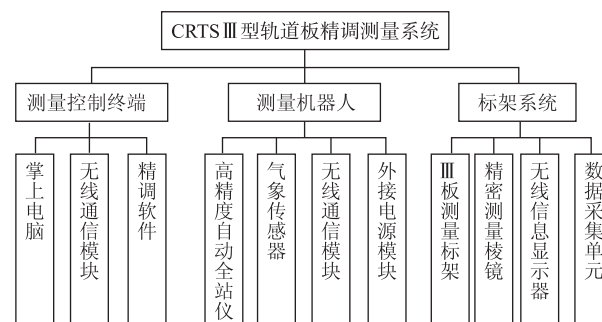 CRTSⅢ型轨道板精调测量系统
测量控制终端
测量机器人
标架系统
掌上电脑
无线通信模块
精调软件
高精度自动全站仪
气象传感器
无线通信模块
外接电源模块
Ⅲ板测量标架
精密测量棱镜
无线信息显示器
数据采集单元